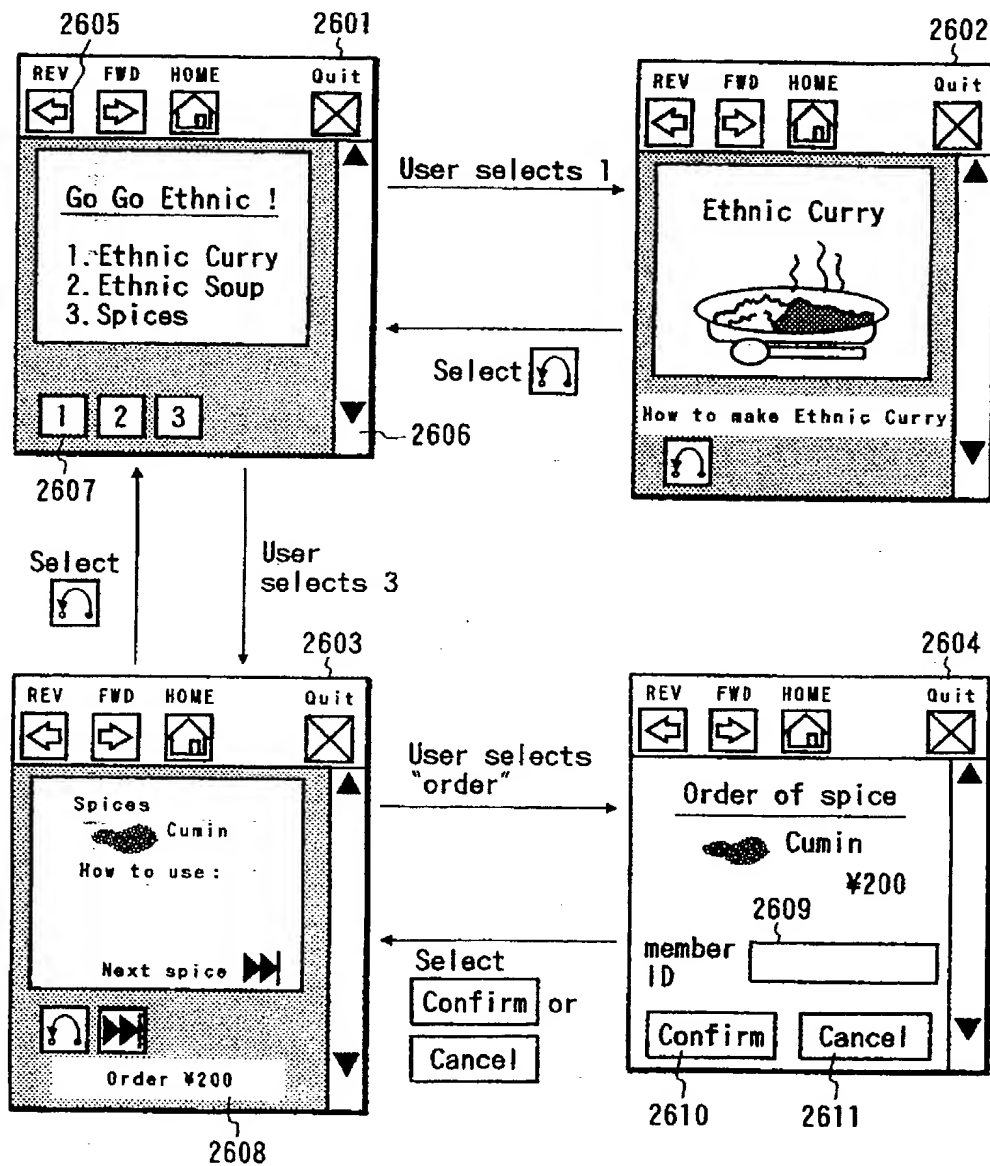 2605
2601
REV FWD HOME Quit
Go Go Ethnic !
1. Ethnic Curry
2. Ethnic Soup
3. Spices
1 2 3
2607
2606
User selects 1
Select
2602
REV FWD HOME Quit
Ethnic Curry
How to make Ethnic Curry
Select
User
selects 3
2603
REV FWD HOME Quit
Spices
Cumin
How to use:
Next spice
Order ¥200
2608
User selects
"order"
Select
Confirm or
Cancel
2604
REV FWD HOME Quit
Order of spice
Cumin
¥200
2609
member
ID
Confirm Cancel
2610 2611